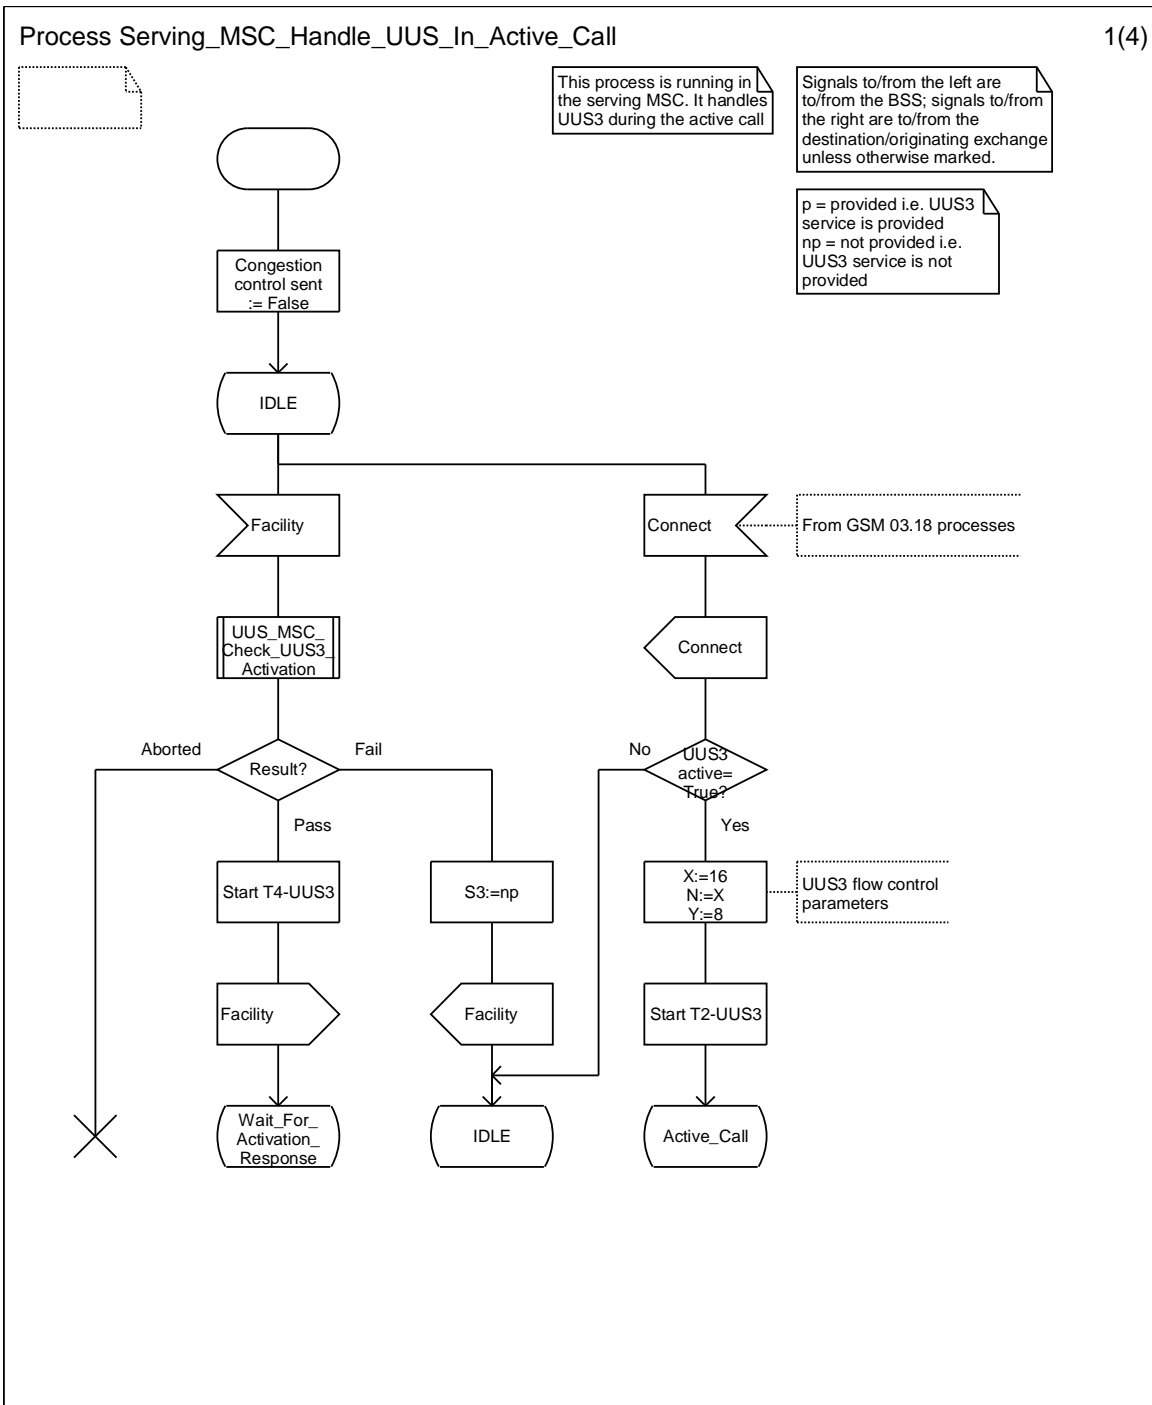 Process Serving_MSC_Handle_UUS_In_Active_Call
1(4)
This process is running in
the serving MSC. It handles
UUS3 during the active call
Signals to/from the left are
to/from the BSS; signals to/from
the right are to/from the
destination/originating exchange
unless otherwise marked.
p = provided i.e. UUS3
service is provided
np = not provided i.e.
UUS3 service is not
provided
Congestion
control sent
:= False
IDLE
Facility
Connect
From GSM 03.18 processes
UUS_MSC_
Check_UUS3_
Activation
Connect
Aborted
Result?
Fail
No
UUS3
active=
True?
Pass
Yes
Start T4-UUS3
S3:=np
X:=16
N:=X
Y:=8
UUS3 flow control
parameters
Facility
Facility
Start T2-UUS3
Wait_For_
Activation_
Response
IDLE
Active_Call